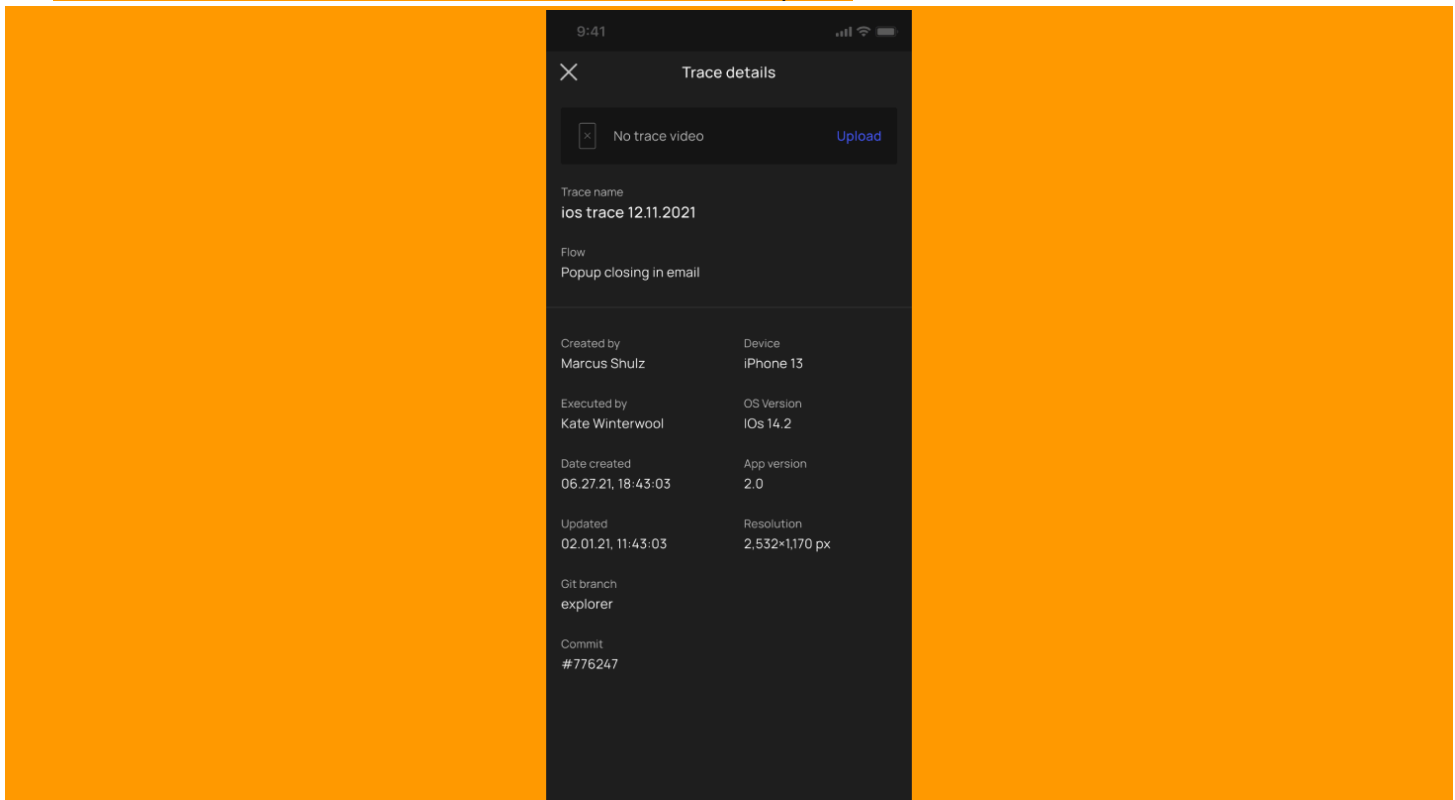 9:41
Trace details
No trace video Upload
Trace name
ios trace 12.11.2021
Flow
Popup closing in email
Created by Device
Marcus Shulz iPhone 13
Executed by OS Version
Kate Winterwool IOs 14.2
Date created App version
06.27.21, 18:43:03 2.0
Updated Resolution
02.01.21, 11:43:03 2,532×1,170 px
Git branch
explorer
Commit
#776247